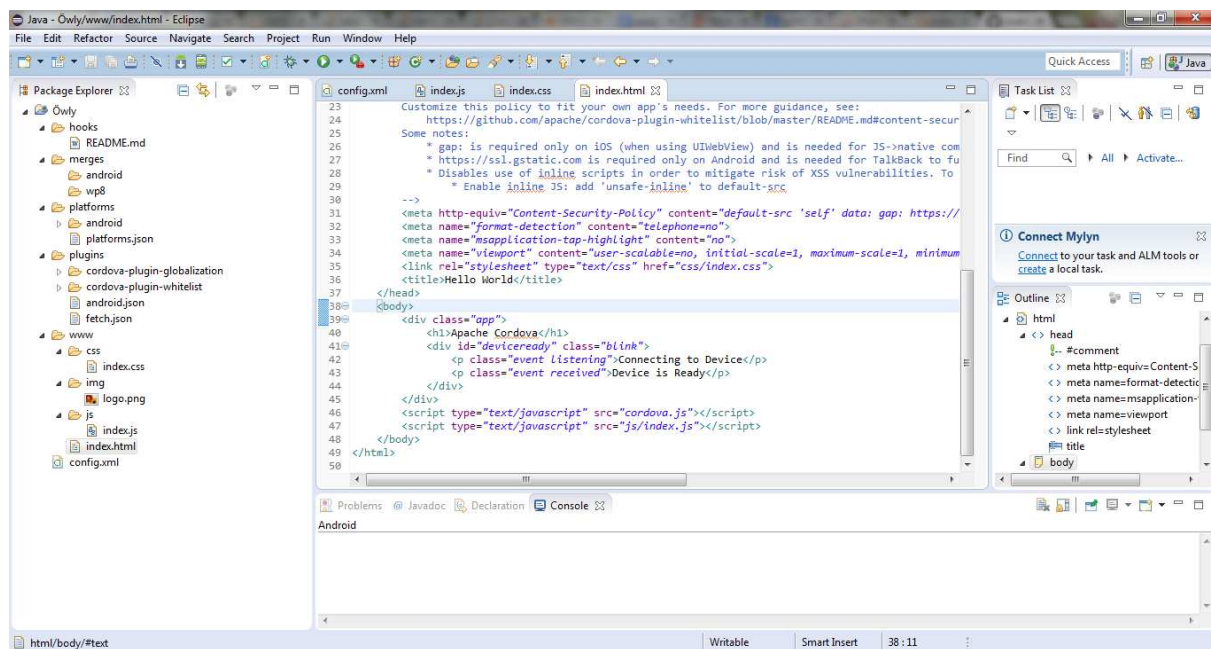 Java - Öwly/www/index.html - Eclipse
File Edit Refactor Source Navigate Search Project Run Window Help
Quick Access
Java
Package Explorer
Öwly
hooks
README.md
merges
android
wp8
platforms
android
platforms.json
plugins
cordova-plugin-globalization
cordova-plugin-whitelist
android.json
fetch.json
www
css
index.css
img
logo.png
js
index.js
index.html
config.xml
config.xml index.js index.css index.html
23 Customize this policy to fit your own app's needs. For more guidance, see:
24 https://github.com/apache/cordova-plugin-whitelist/blob/master/README.md#content-secur
25 Some notes:
26 * gap: is required only on iOS (when using UIWebView) and is needed for JS->native com
27 * https://ssl.gstatic.com is required only on Android and is needed for TalkBack to fu
28 * Disables use of inline scripts in order to mitigate risk of XSS vulnerabilities. To
29 * Enable inline JS: add 'unsafe-inline' to default-src
30 -->
31 <meta http-equiv="Content-Security-Policy" content="default-src 'self' data: gap: https://
32 <meta name="format-detection" content="telephone=no">
33 <meta name="msapplication-tap-highlight" content="no">
34 <meta name="viewport" content="user-scalable=no, initial-scale=1, maximum-scale=1, minimum
35 <link rel="stylesheet" type="text/css" href="css/index.css">
36 <title>Hello World</title>
37 </head>
38 <body>
39 <div class="app">
40 <h1>Apache Cordova</h1>
41 <div id="deviceready" class="blink">
42 <p class="event listening">Connecting to Device</p>
43 <p class="event received">Device is Ready</p>
44 </div>
45 </div>
46 <script type="text/javascript" src="cordova.js"></script>
47 <script type="text/javascript" src="js/index.js"></script>
48 </body>
49 </html>
50
Task List
Find All Activate...
Connect Mylyn
Connect to your task and ALM tools or
create a local task.
Outline
html
head
#comment
meta http-equiv=Content-S
meta name=format-detectic
meta name=msapplication-
meta name=viewport
link rel=stylesheet
title
body
Problems @ Javadoc Declaration Console
Android
html/body/#text
Writable Smart Insert 38 : 11